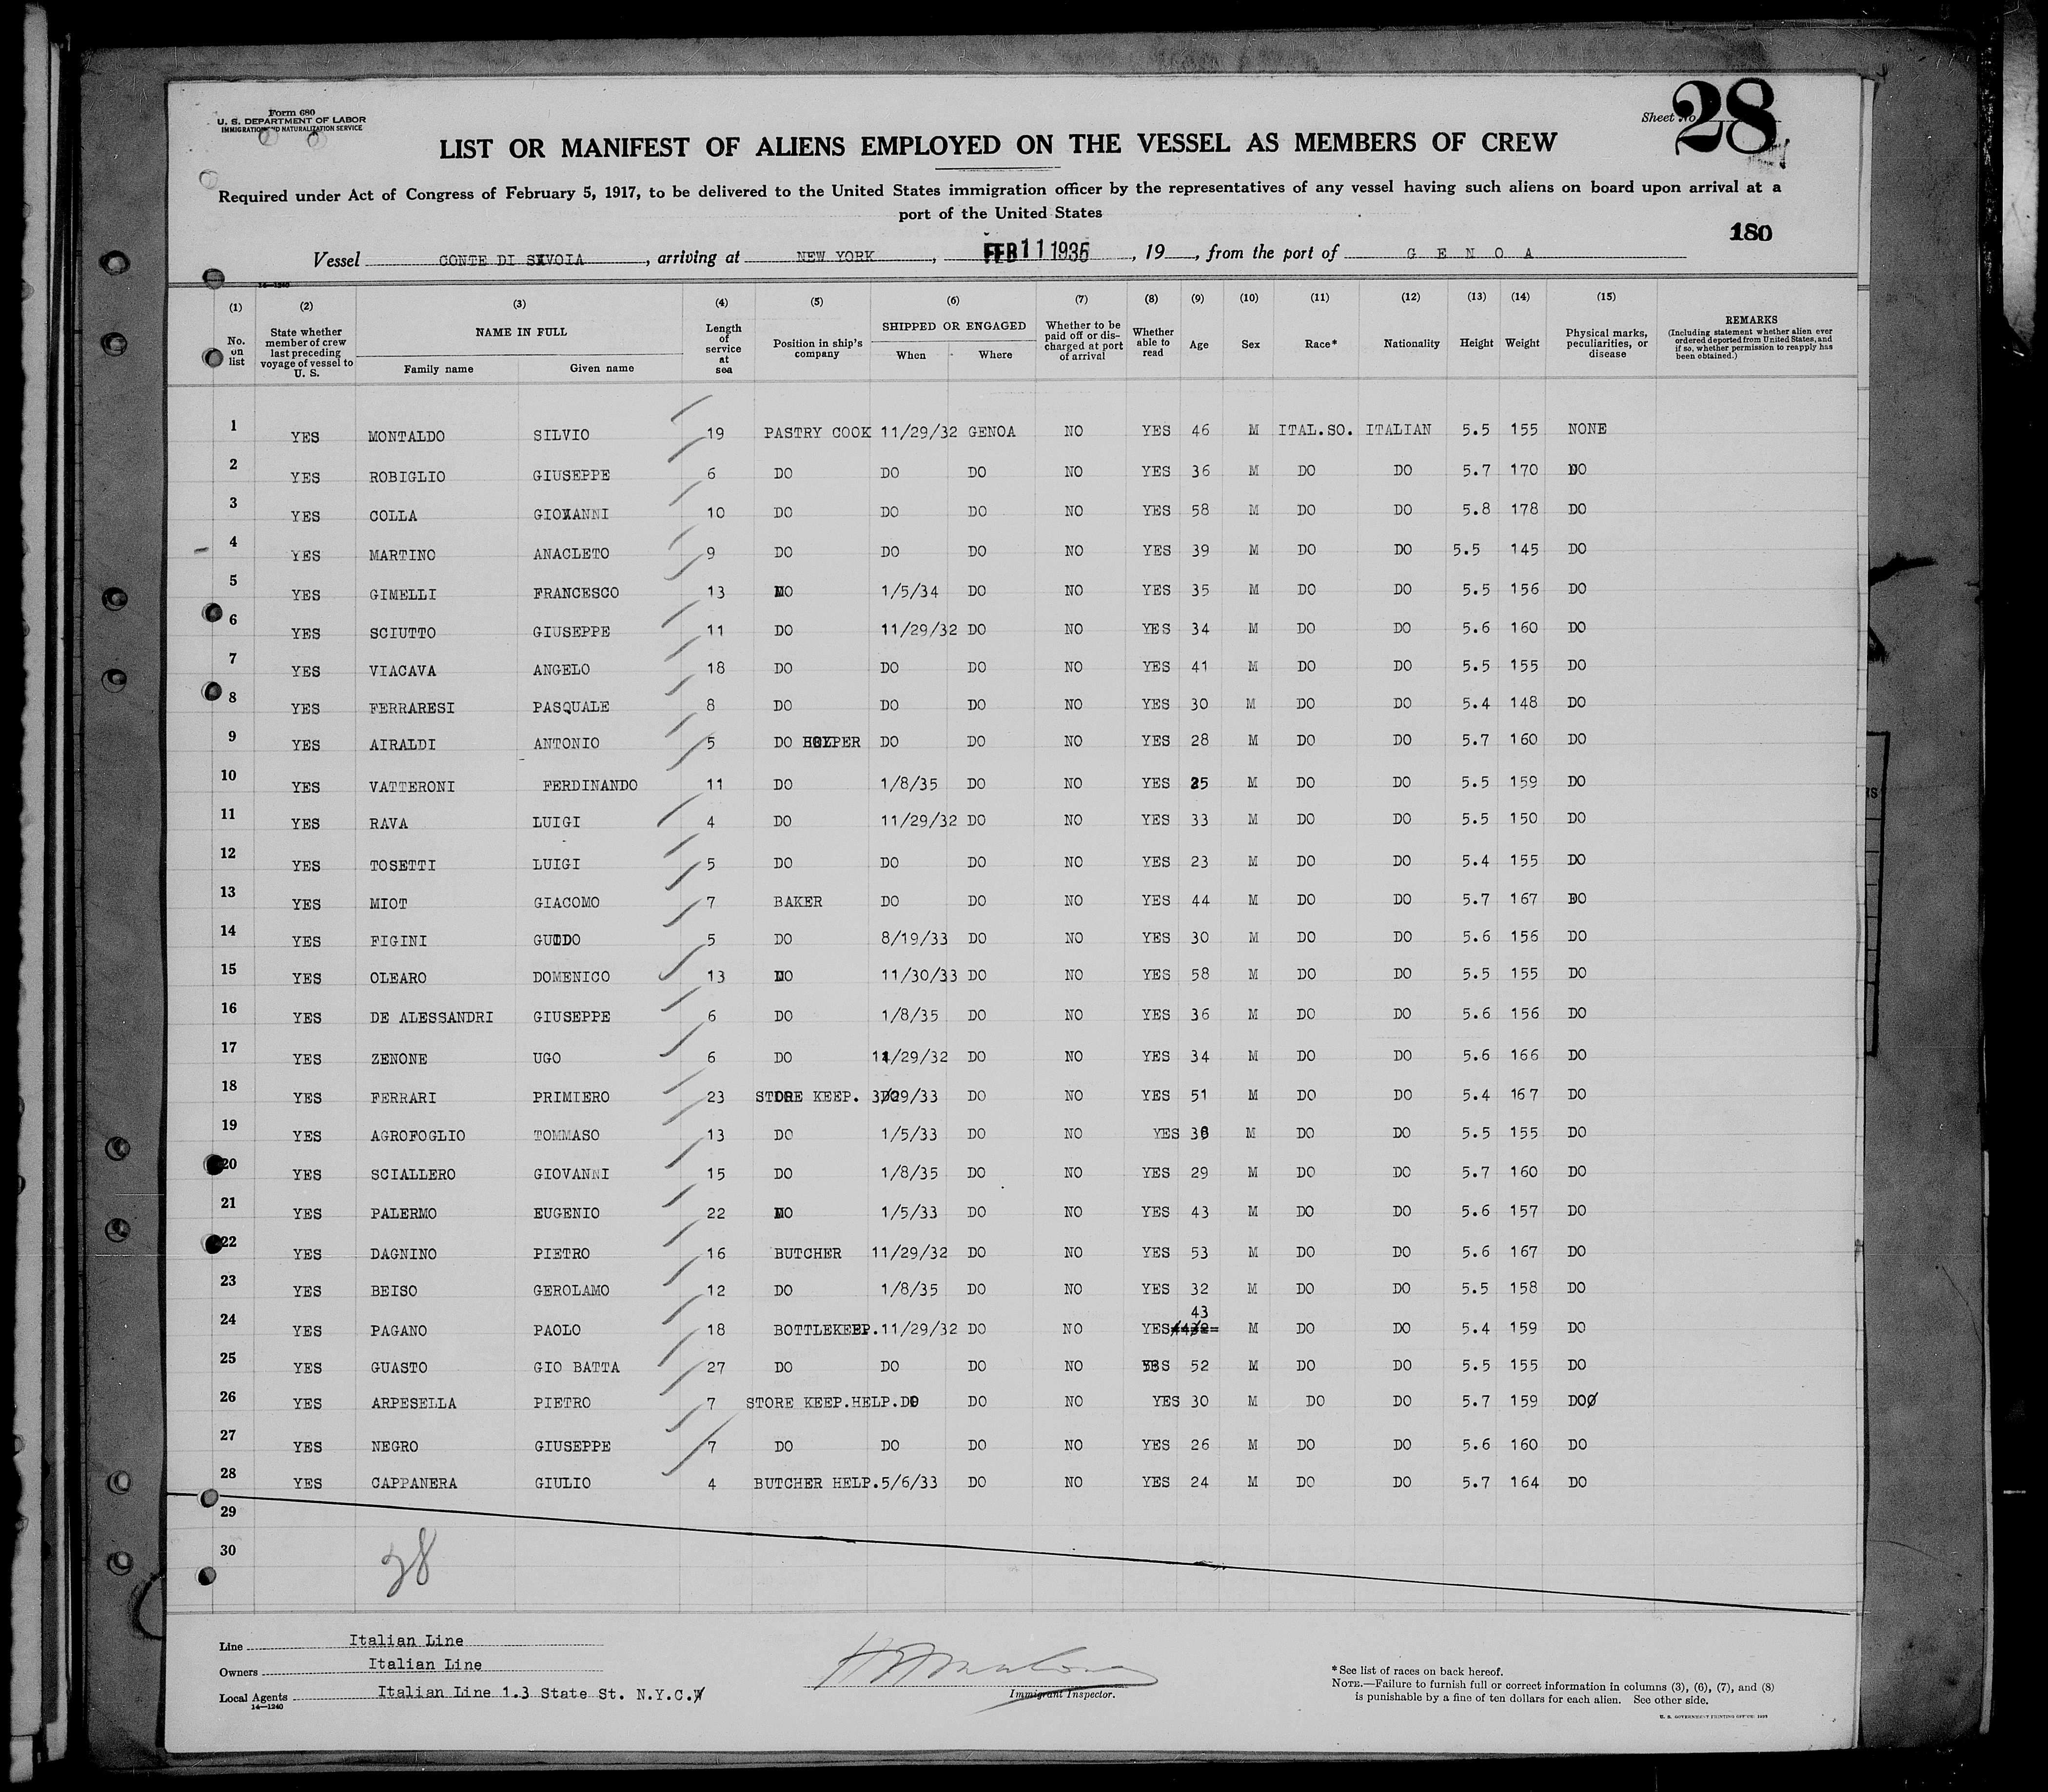 Form 680
U. S. DEPARTMENT OF LABOR
IMMIGRATION AND NATURALIZATION SERVICE
Sheet No. 28
LIST OR MANIFEST OF ALIENS EMPLOYED ON THE VESSEL AS MEMBERS OF CREW
Required under Act of Congress of February 5, 1917, to be delivered to the United States immigration officer by the representatives of any vessel having such aliens on board upon arrival at a
port of the United States
180
Vessel CONTE DI SAVOIA, arriving at NEW YORK, FEB 11 1935, 19 , from the port of GENOA
14—1240
(1) No. on list (2) State whether member of crew last preceding voyage of vessel to U. S. (3) NAME IN FULL Family name Given name (4) Length of service at sea (5) Position in ship's company (6) SHIPPED OR ENGAGED When Where (7) Whether to be paid off or discharged at port of arrival (8) Whether able to read (9) Age (10) Sex (11) Race* (12) Nationality (13) Height (14) Weight (15) Physical marks, peculiarities, or disease REMARKS (Including statement whether alien ever ordered deported from United States, and if so, whether permission to reapply has been obtained.)
1 YES MONTALDO SILVIO 19 PASTRY COOK 11/29/32 GENOA NO YES 46 M ITAL.SO. ITALIAN 5.5 155 NONE
2 YES ROBIGLIO GIUSEPPE 6 DO DO DO NO YES 36 M DO DO 5.7 170 DO
3 YES COLLA GIOVANNI 10 DO DO DO NO YES 58 M DO DO 5.8 178 DO
4 YES MARTINO ANACLETO 9 DO DO DO NO YES 39 M DO DO 5.5 145 DO
5 YES GIMELLI FRANCESCO 13 DO 1/5/34 DO NO YES 35 M DO DO 5.5 156 DO
6 YES SCIUTTO GIUSEPPE 11 DO 11/29/32 DO NO YES 34 M DO DO 5.6 160 DO
7 YES VIACAVA ANGELO 18 DO DO DO NO YES 41 M DO DO 5.5 155 DO
8 YES FERRARESI PASQUALE 8 DO DO DO NO YES 30 M DO DO 5.4 148 DO
9 YES AIRALDI ANTONIO 5 DO DO DO NO YES 28 M DO DO 5.7 160 DO
10 YES VATTERONI FERDINANDO 11 DO 1/8/35 DO NO YES 25 M DO DO 5.5 159 DO
11 YES RAVA LUIGI 4 DO 11/29/32 DO NO YES 33 M DO DO 5.5 150 DO
12 YES TOSETTI LUIGI 5 DO DO DO NO YES 23 M DO DO 5.4 155 DO
13 YES MIOT GIACOMO 7 BAKER DO DO NO YES 44 M DO DO 5.7 167 DO
14 YES FIGINI GUIDO 5 DO 8/19/33 DO NO YES 30 M DO DO 5.6 156 DO
15 YES OLEARO DOMENICO 13 DO 11/30/33 DO NO YES 58 M DO DO 5.5 155 DO
16 YES DE ALESSANDRI GIUSEPPE 6 DO 1/8/35 DO NO YES 36 M DO DO 5.6 156 DO
17 YES ZENONE UGO 6 DO 11/29/32 DO NO YES 34 M DO DO 5.6 166 DO
18 YES FERRARI PRIMIERO 23 STORE KEEP. 3/29/33 DO NO YES 51 M DO DO 5.4 167 DO
19 YES AGROFOGLIO TOMMASO 13 DO 1/5/33 DO NO YES M DO DO 5.5 155 DO
20 YES SCIALLERO GIOVANNI 15 DO 1/8/35 DO NO YES 29 M DO DO 5.7 160 DO
21 YES PALERMO EUGENIO 22 DO 1/5/33 DO NO YES 43 M DO DO 5.6 157 DO
22 YES DAGNINO PIETRO 16 BUTCHER 11/29/32 DO NO YES 53 M DO DO 5.6 167 DO
23 YES BEISO GEROLAMO 12 DO 1/8/35 DO NO YES 32 M DO DO 5.5 158 DO
24 YES PAGANO PAOLO 18 BOTTLEKEEP. 11/29/32 DO NO YES 43 M DO DO 5.4 159 DO
25 YES GUASTO GIO BATTA 27 DO DO DO NO YES 52 M DO DO 5.5 155 DO
26 YES ARPESELLA PIETRO 7 STORE KEEP.HELP. DO DO NO YES 30 M DO DO 5.7 159 DO
27 YES NEGRO GIUSEPPE 7 DO DO DO NO YES 26 M DO DO 5.6 160 DO
28 YES CAPPANERA GIULIO 4 BUTCHER HELP. 5/6/33 DO NO YES 24 M DO DO 5.7 164 DO
29
30
28
Line Italian Line
Owners Italian Line
Local Agents Italian Line 1.3 State St. N.Y.C.
14—1240
Immigrant Inspector.
*See list of races on back hereof.
NOTE.—Failure to furnish full or correct information in columns (3), (6), (7), and (8)
is punishable by a fine of ten dollars for each alien. See other side.
U. S. GOVERNMENT PRINTING OFFICE